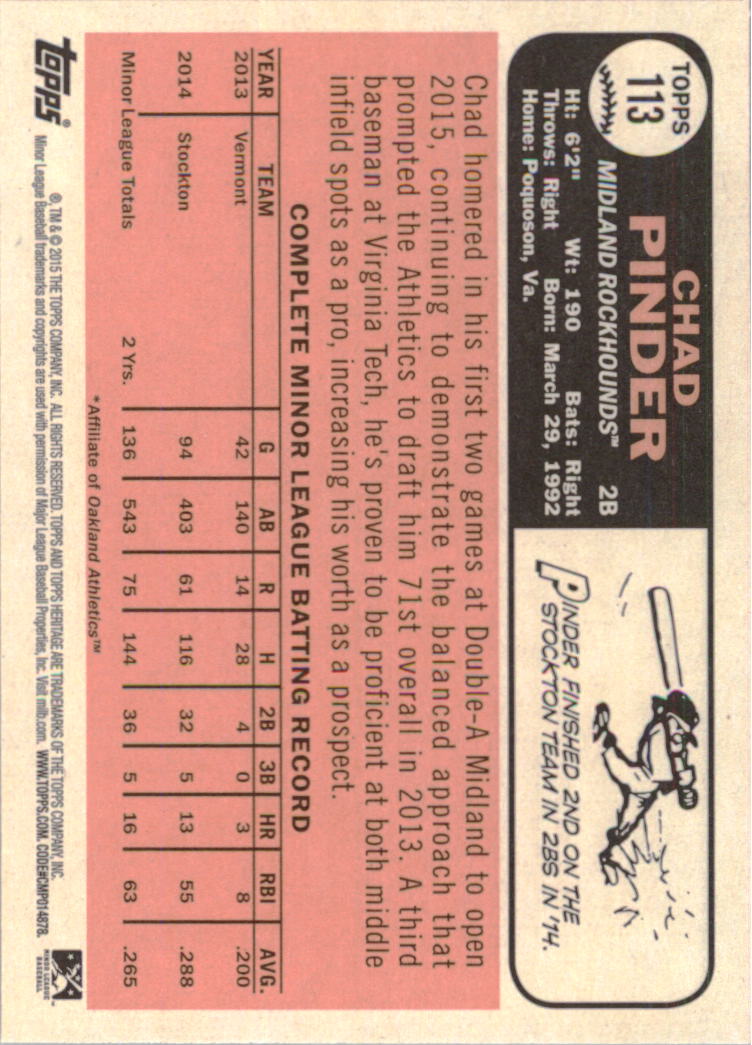 TOPPS
113
CHAD
PINDER
MIDLAND ROCKHOUNDS™ 2B
Ht: 6'2" Wt: 190 Bats: Right
Throws: Right Born: March 29, 1992
Home: Poquoson, Va.
PINDER FINISHED 2ND ON THE
STOCKTON TEAM IN 2BS IN '14.
Chad homered in his first two games at Double-A Midland to open
2015, continuing to demonstrate the balanced approach that
prompted the Athletics to draft him 71st overall in 2013. A third
baseman at Virginia Tech, he's proven to be proficient at both middle
infield spots as a pro, increasing his worth as a prospect.
COMPLETE MINOR LEAGUE BATTING RECORD
YEAR TEAM G AB R H 2B 3B HR RBI AVG.
2013 Vermont 42 140 14 28 4 0 3 8 .200
2014 Stockton 94 403 61 116 32 5 13 55 .288
Minor League Totals 2 Yrs. 136 543 75 144 36 5 16 63 .265
*Affiliate of Oakland Athletics™
topps®
®, TM & © 2015 THE TOPPS COMPANY, INC. ALL RIGHTS RESERVED. TOPPS AND TOPPS HERITAGE ARE TRADEMARKS OF THE TOPPS COMPANY, INC.
Minor League Baseball trademarks and copyrights are used with permission of Major League Baseball Properties, Inc. Visit milb.com. WWW.TOPPS.COM. CODE#CMP014878.
MINOR LEAGUE
BASEBALL™